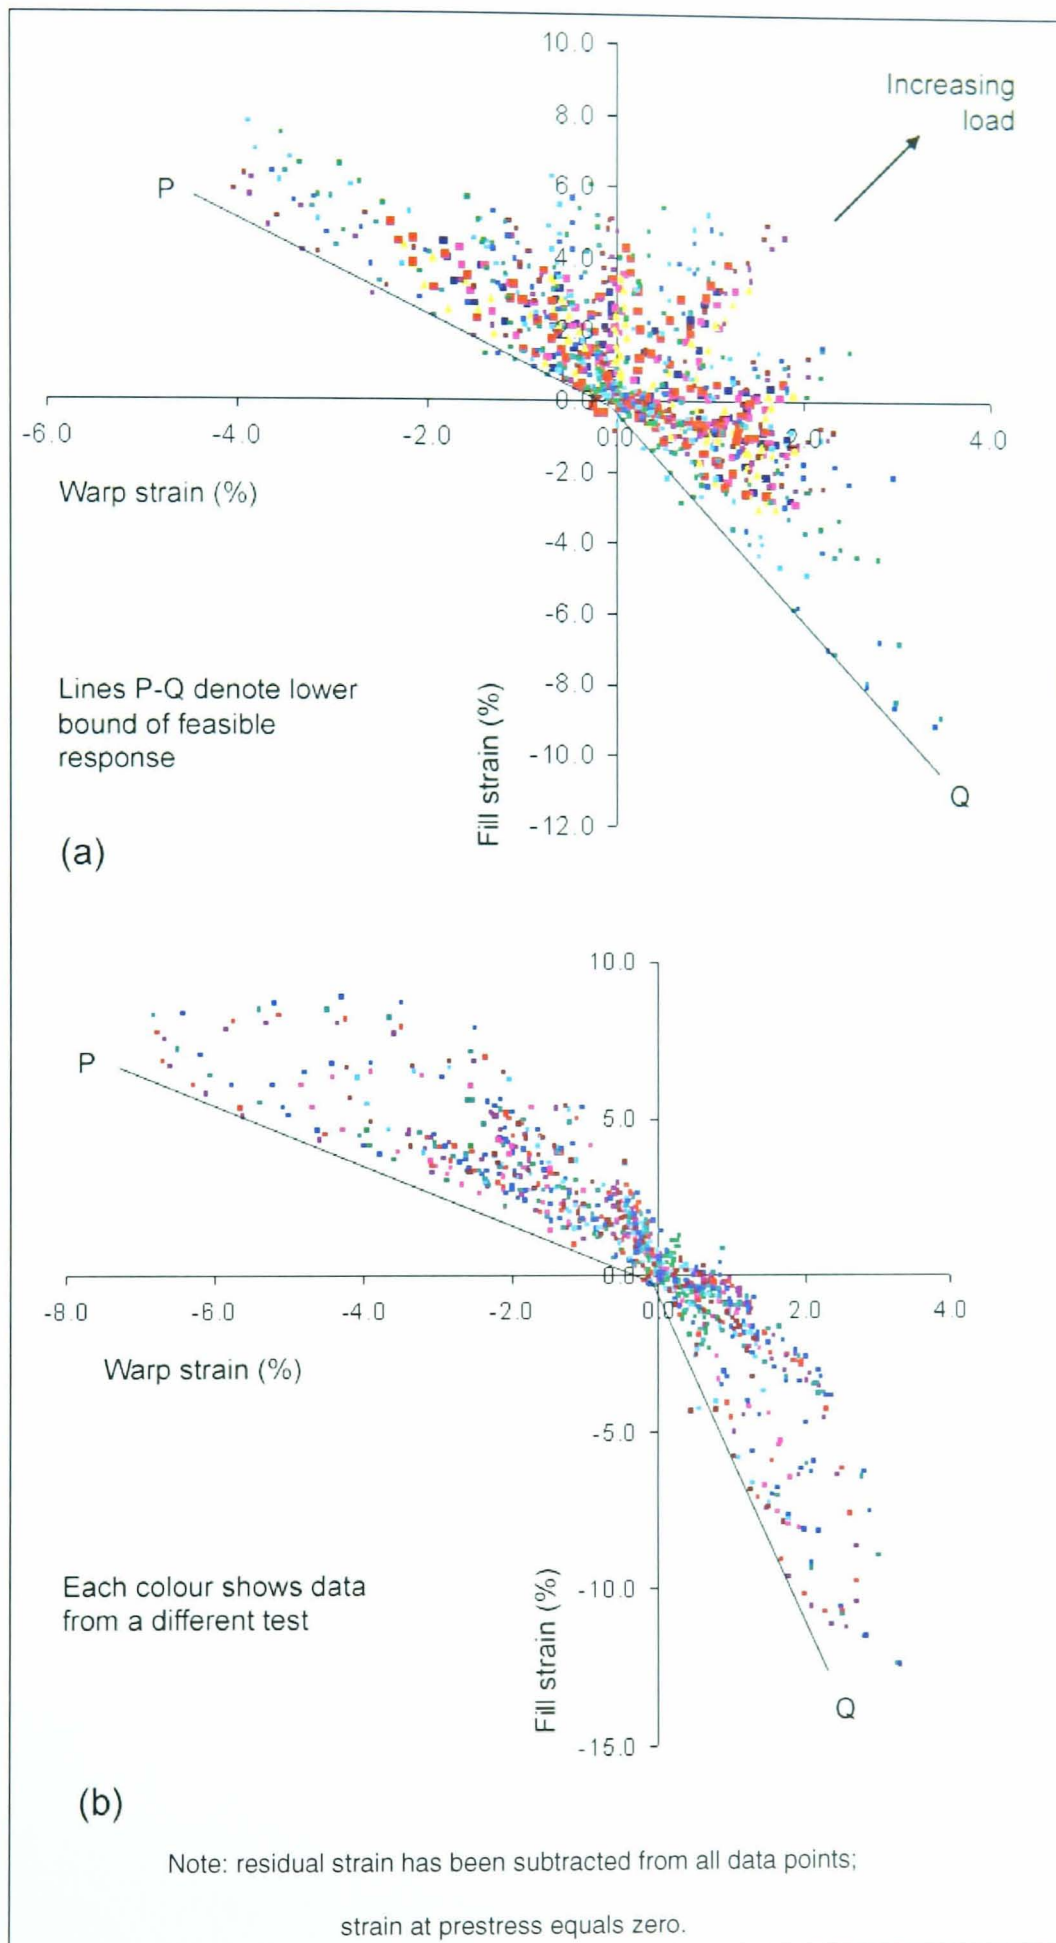 10.0
Increasing
load
8.0
P
6.0
4.0
2.0
0.0
-6.0
-4.0
-2.0
0.0
2.0
4.0
-2.0
Warp strain (%)
-4.0
-6.0
Lines P-Q denote lower
bound of feasible
response
-8.0
-10.0
Q
Fill strain (%)
-12.0
(a)
10.0
P
5.0
0.0
-8.0
-6.0
-4.0
-2.0
0.0
2.0
4.0
Warp strain (%)
-5.0
Each colour shows data
from a different test
-10.0
Fill strain (%)
Q
-15.0
(b)
Note: residual strain has been subtracted from all data points;
strain at prestress equals zero.